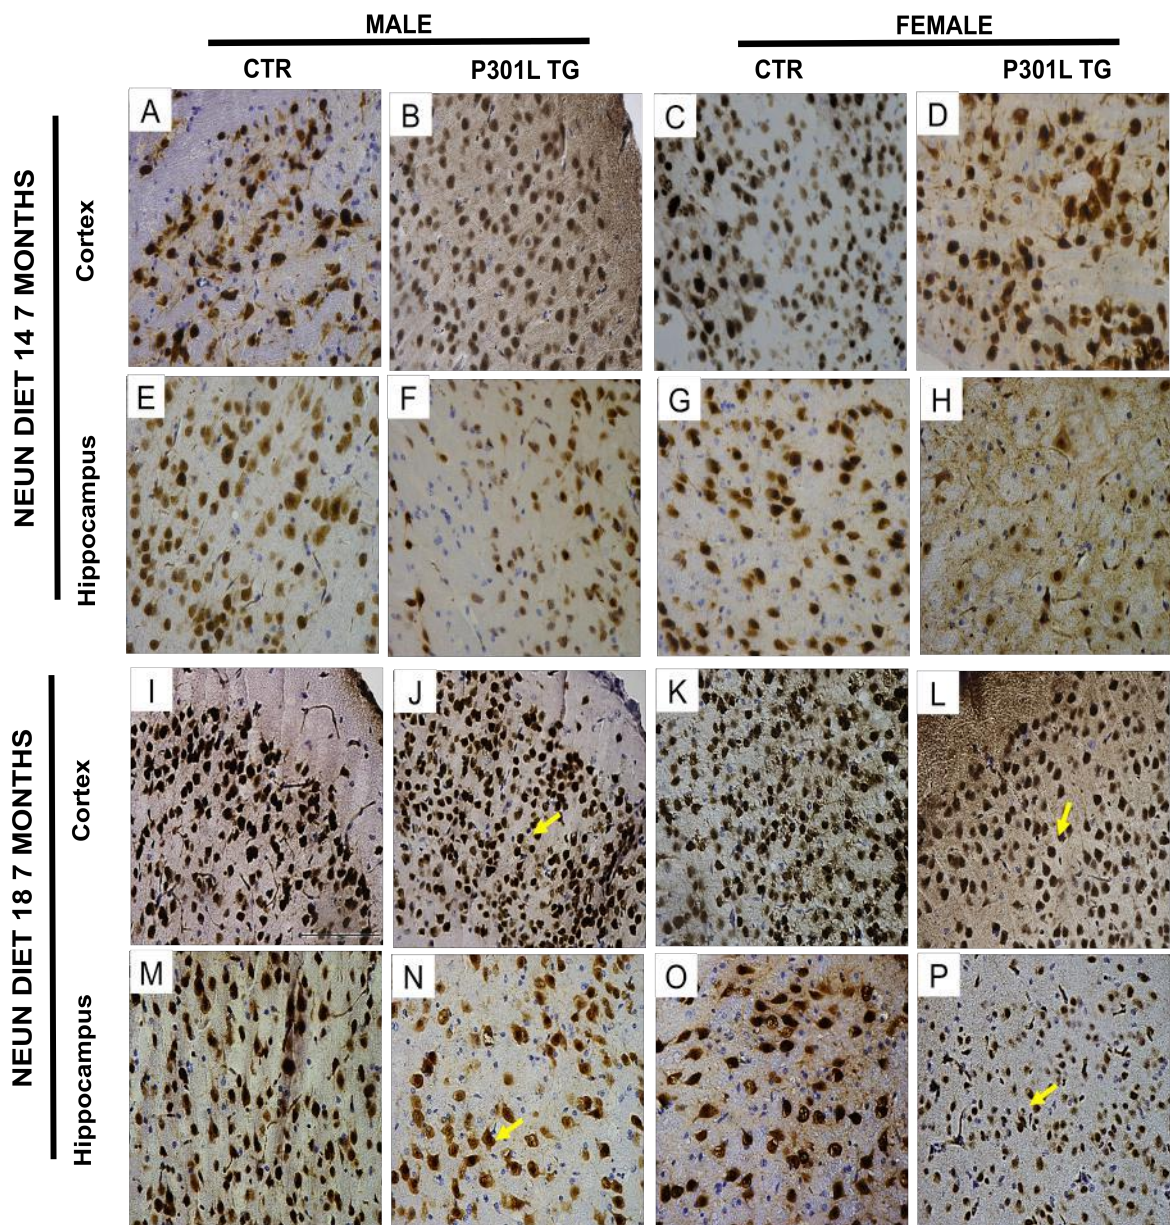 MALE
FEMALE
CTR
P301L TG
CTR
P301L TG
NEUN DIET 14 7 MONTHS
Cortex
A
B
C
D
Hippocampus
E
F
G
H
NEUN DIET 18 7 MONTHS
Cortex
I
J
K
L
Hippocampus
M
N
O
P